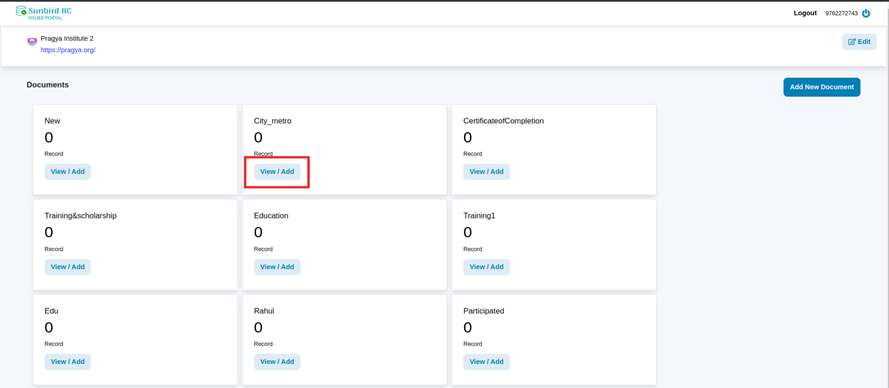 Sunbird RC
ISSUER PORTAL
Logout 9762272743
Pragya Institute 2
https://pragya.org/
Edit
Documents
Add New Document
New
0
Record
View / Add
City_metro
0
Record
View / Add
CertificateofCompletion
0
Record
View / Add
Training&scholarship
0
Record
View / Add
Education
0
Record
View / Add
Training1
0
Record
View / Add
Edu
0
Record
View / Add
Rahul
0
Record
View / Add
Participated
0
Record
View / Add